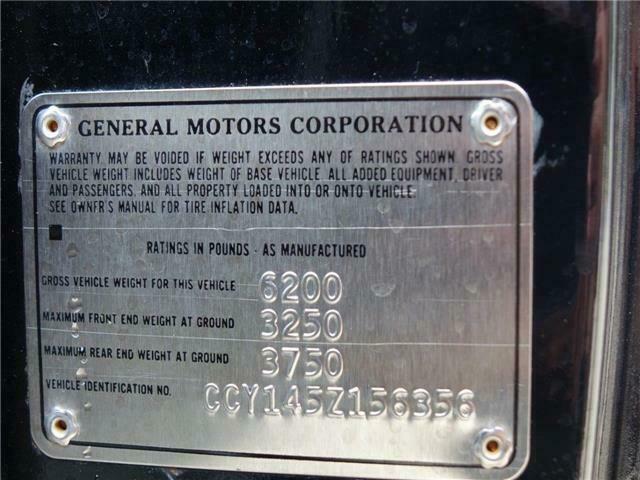 GENERAL MOTORS CORPORATION
WARRANTY MAY BE VOIDED IF WEIGHT EXCEEDS ANY OF RATINGS SHOWN. GROSS
VEHICLE WEIGHT INCLUDES WEIGHT OF BASE VEHICLE. ALL ADDED EQUIPMENT, DRIVER
AND PASSENGERS, AND ALL PROPERTY LOADED INTO OR ONTO VEHICLE.
SEE OWNER'S MANUAL FOR TIRE INFLATION DATA.
RATINGS IN POUNDS - AS MANUFACTURED
GROSS VEHICLE WEIGHT FOR THIS VEHICLE 6200
MAXIMUM FRONT END WEIGHT AT GROUND 3250
MAXIMUM REAR END WEIGHT AT GROUND 3750
VEHICLE IDENTIFICATION NO. CCY145Z156356